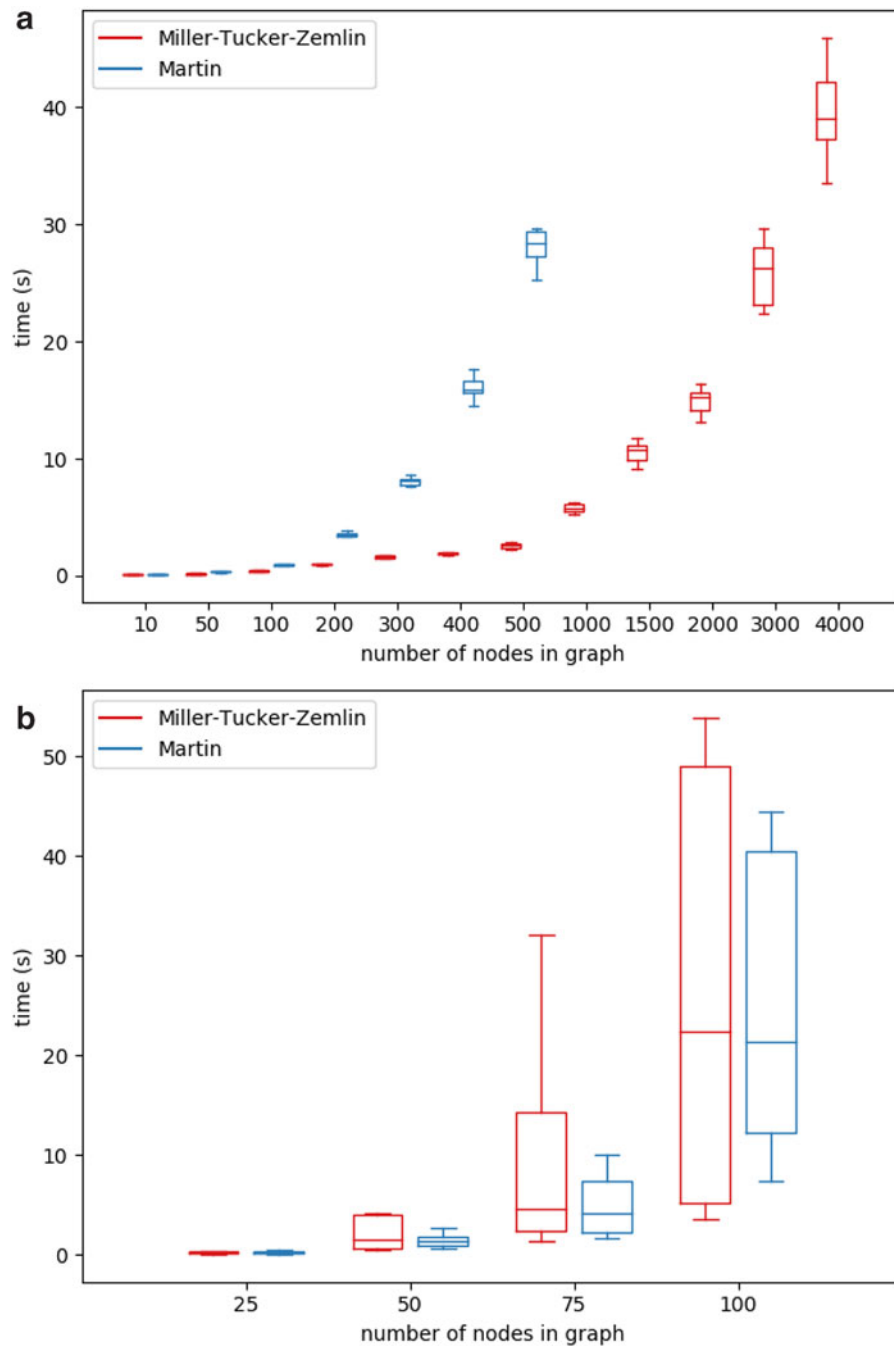 a
Miller-Tucker-Zemlin
Martin
40
30
20
10
0
time (s)
10 50 100 200 300 400 500 1000 1500 2000 3000 4000
number of nodes in graph
b
Miller-Tucker-Zemlin
Martin
50
40
30
20
10
0
time (s)
25 50 75 100
number of nodes in graph